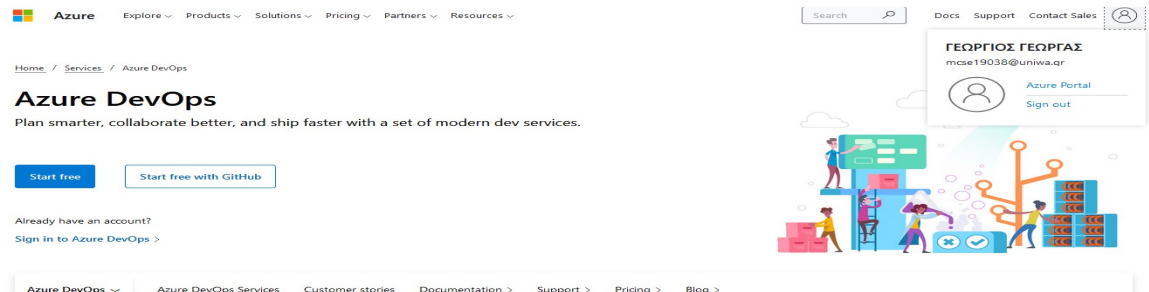 Azure Explore Products Solutions Pricing Partners Resources Search Docs Support Contact Sales
ΓΕΩΡΓΙΟΣ ΓΕΩΡΓΑΣ
mcse19038@uniwa.gr
Azure Portal
Sign out
Home / Services / Azure DevOps
Azure DevOps
Plan smarter, collaborate better, and ship faster with a set of modern dev services.
Start free Start free with GitHub
Already have an account?
Sign in to Azure DevOps >
Azure DevOps Azure DevOps Services Customer stories Documentation > Support > Pricing > Blog >